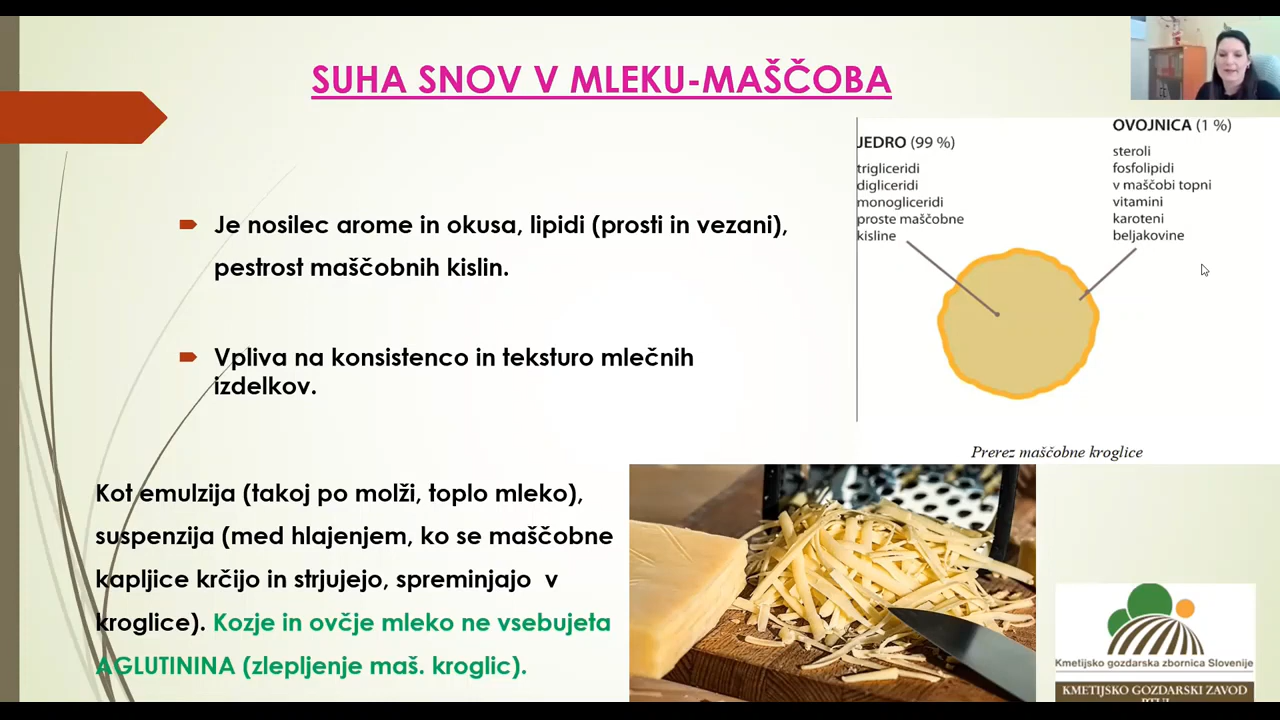 SUHA SNOV V MLEKU-MAŠČOBA
Je nosilec arome in okusa, lipidi (prosti in vezani),
pestrost maščobnih kislin.
Vpliva na konsistenco in teksturo mlečnih
izdelkov.
Kot emulzija (takoj po molži, toplo mleko),
suspenzija (med hlajenjem, ko se maščobne
kapljice krčijo in strjujejo, spreminjajo v
kroglice). Kozje in ovčje mleko ne vsebujeta
AGLUTININA (zlepljenje maš. kroglic).
JEDRO (99 %)
trigliceridi
digliceridi
monogliceridi
proste maščobne
kisline
OVOJNICA (1 %)
steroli
fosfolipidi
v maščobi topni
vitamini
karoteni
beljakovine
Prerez maščobne kroglice
Kmetijsko gozdarska zbornica Slovenije
KMETIJSKO GOZDARSKI ZAVOD
PTUJ